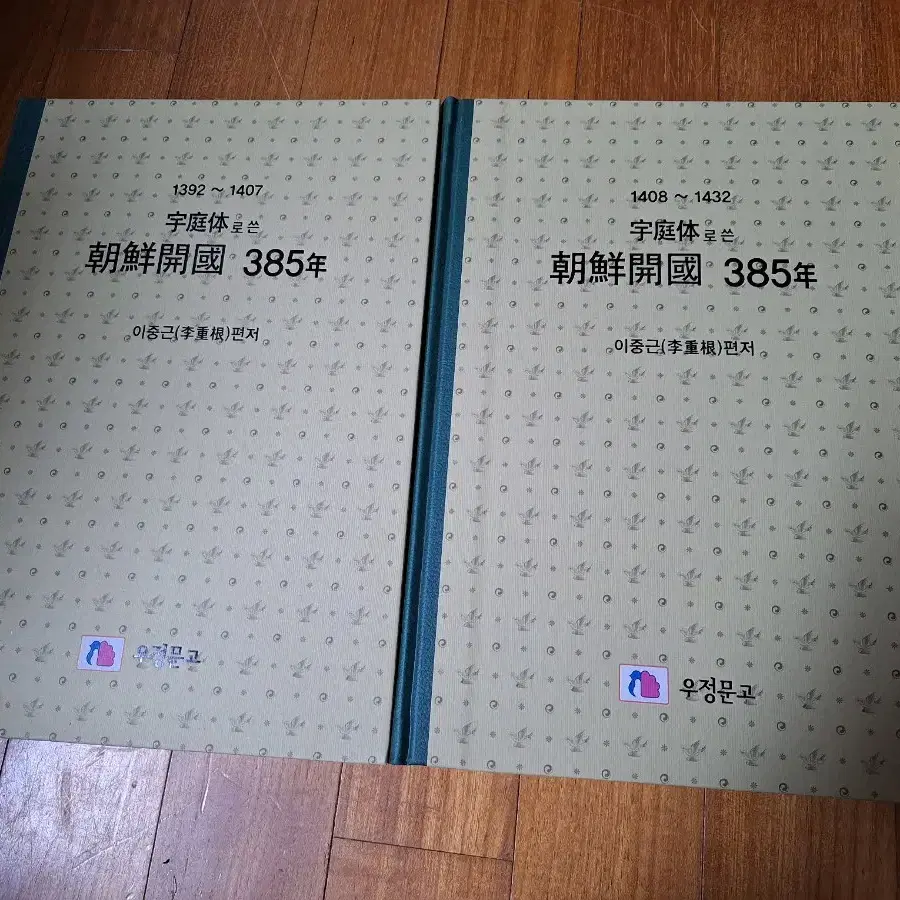 1392 ～ 1407
宇庭体로 쓴
朝鮮開國 385年
이중근(李重根)편저
우정문고
1408 ～ 1432
宇庭体로 쓴
朝鮮開國 385年
이중근(李重根)편저
우정문고